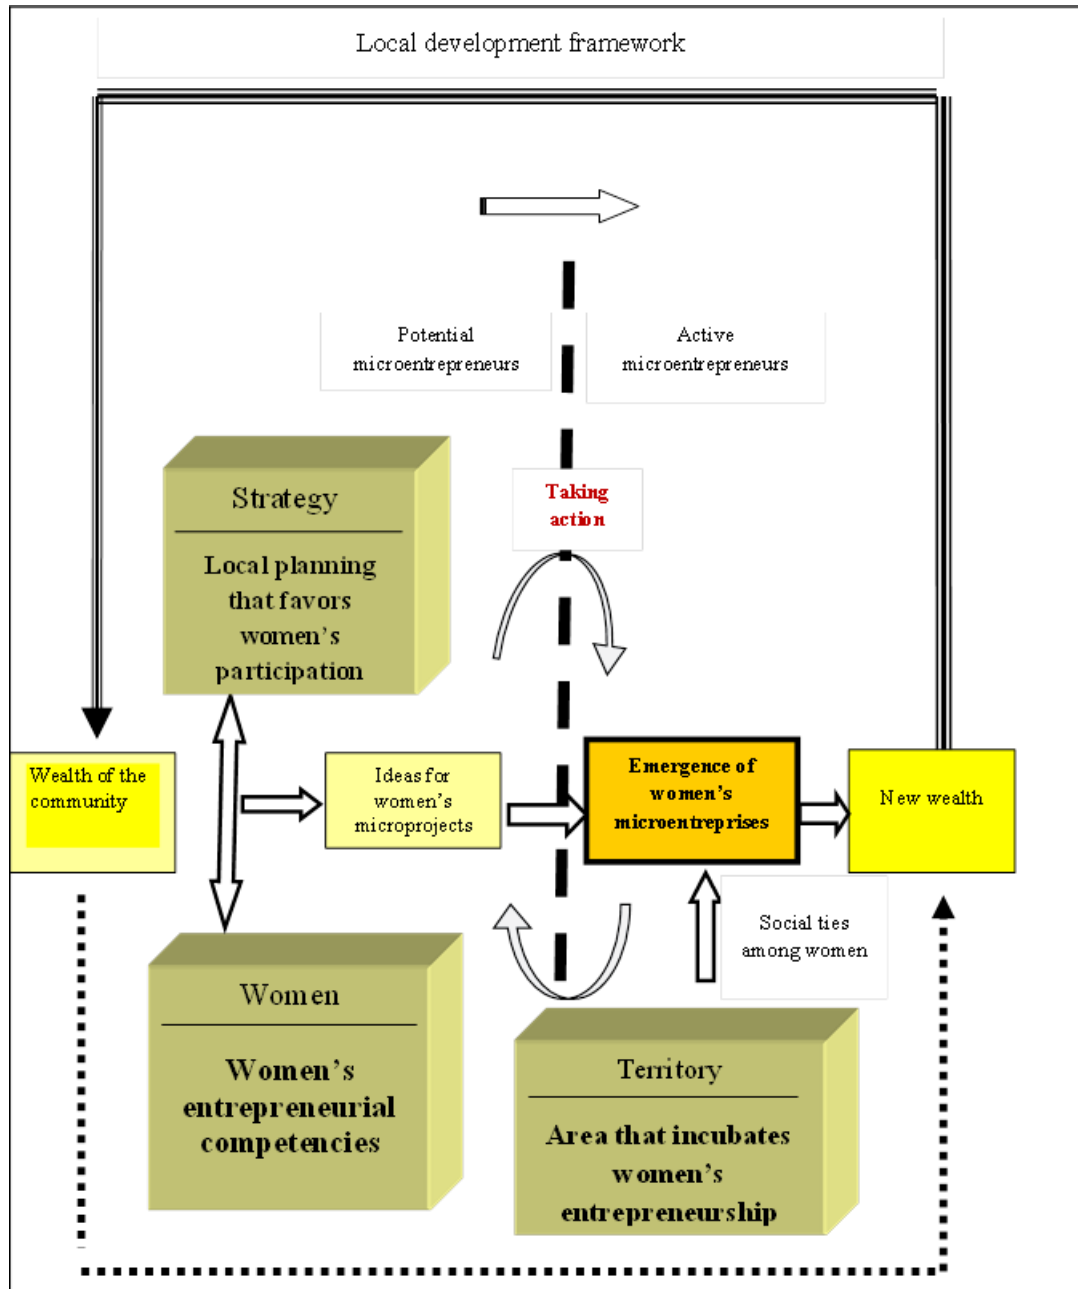 Local development framework
Potential
microentrepreneurs
Active
microentrepreneurs
Taking
action
Strategy
Local planning
that favors
women's
participation
Wealth of the
community
Ideas for
women's
microprojects
Emergence of
women's
microentreprises
New wealth
Social ties
among women
Women
Women's
entrepreneurial
competencies
Territory
Area that incubates
women's
entrepreneurship